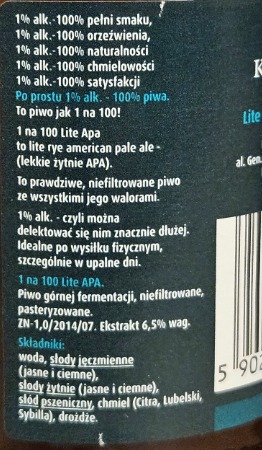 1% alk.-100% pełni smaku,
1% alk.-100% orzeźwienia,
1% alk.-100% naturalności
1% alk.-100% chmielowości
1% alk.-100% satysfakcji
Po prostu 1% alk. - 100% piwa.
To piwo jak 1 na 100!
1 na 100 Lite Apa
to lite rye american pale ale -
(lekkie żytnie APA).
To prawdziwe, niefiltrowane piwo
ze wszystkimi jego walorami.
1% alk. - czyli można
delektować się nim znacznie dłużej.
Idealne po wysiłku fizycznym,
szczególnie w upalne dni.
1 na 100 Lite APA.
Piwo górnej fermentacji, niefiltrowane,
pasteryzowane.
ZN-1,0/2014/07. Ekstrakt 6,5% wag.
Składniki:
woda, słody jęczmienne
(jasne i ciemne),
słody żytnie (jasne i ciemne),
słód pszeniczny, chmiel (Citra, Lubelski,
Sybilla), drożdże.
K
Lite
al. Gen.
5 902